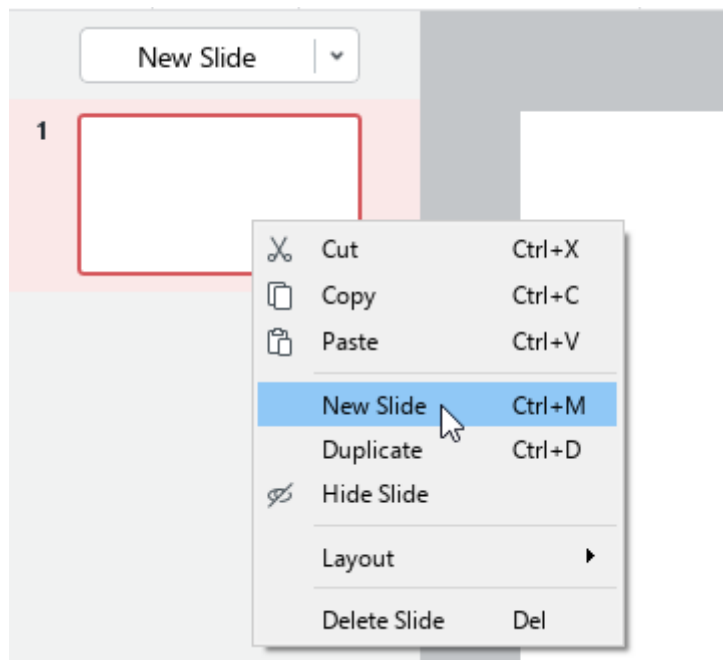 New Slide
1
Cut Ctrl+X
Copy Ctrl+C
Paste Ctrl+V
New Slide Ctrl+M
Duplicate Ctrl+D
Hide Slide
Layout
Delete Slide Del